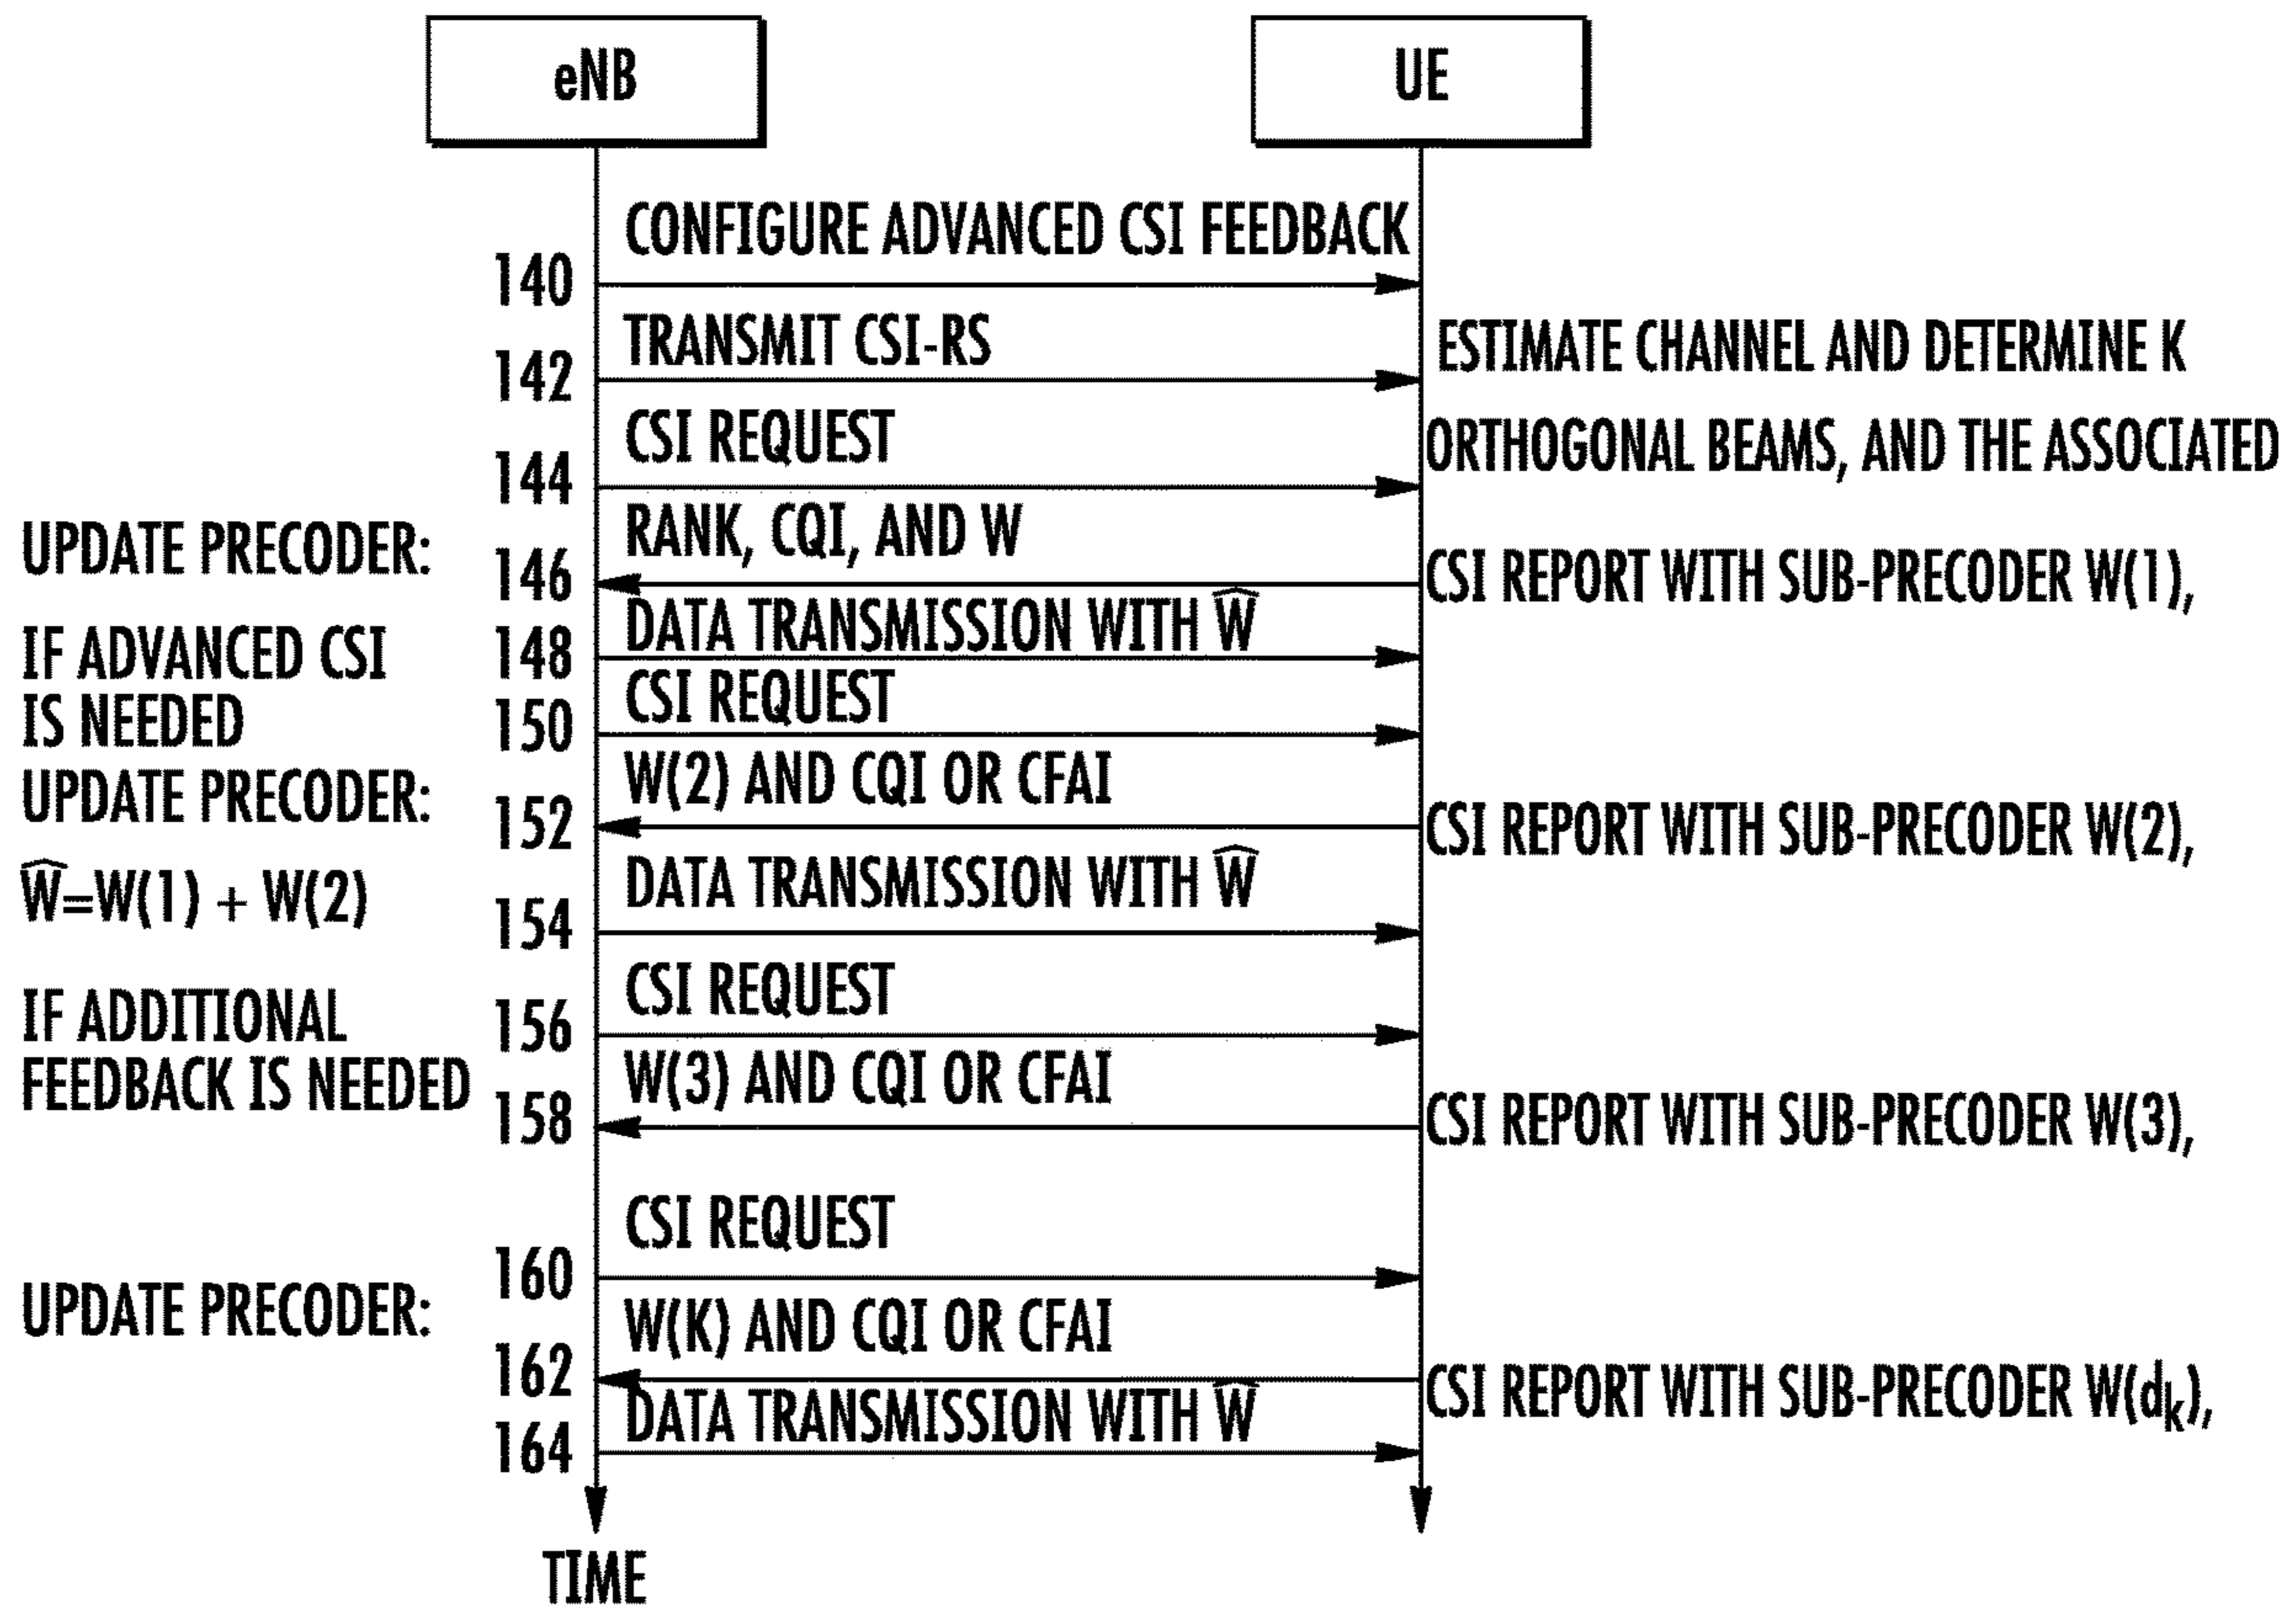 eNB
UE
CONFIGURE ADVANCED CSI FEEDBACK
140
TRANSMIT CSI-RS
ESTIMATE CHANNEL AND DETERMINE K
142
CSI REQUEST
ORTHOGONAL BEAMS, AND THE ASSOCIATED
144
RANK, CQI, AND W
UPDATE PRECODER:
146
CSI REPORT WITH SUB-PRECODER W(1),
DATA TRANSMISSION WITH Ŵ
IF ADVANCED CSI
IS NEEDED
148
CSI REQUEST
150
W(2) AND CQI OR CFAI
UPDATE PRECODER:
152
CSI REPORT WITH SUB-PRECODER W(2),
DATA TRANSMISSION WITH Ŵ
Ŵ=W(1) + W(2)
154
CSI REQUEST
IF ADDITIONAL
FEEDBACK IS NEEDED
156
W(3) AND CQI OR CFAI
158
CSI REPORT WITH SUB-PRECODER W(3),
CSI REQUEST
160
UPDATE PRECODER:
W(K) AND CQI OR CFAI
162
CSI REPORT WITH SUB-PRECODER W(dk),
DATA TRANSMISSION WITH Ŵ
164
TIME